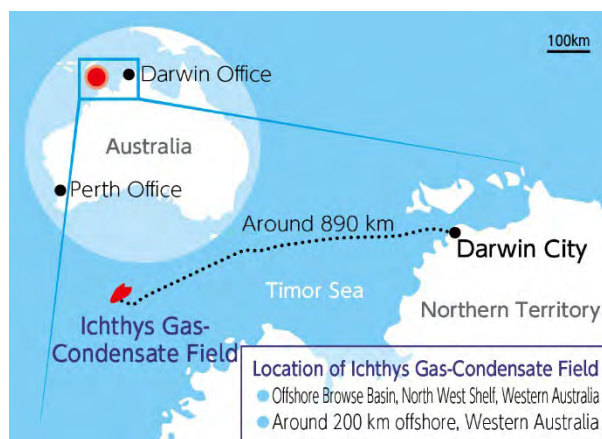 100km
Darwin Office
Australia
Perth Office
Around 890 km
Darwin City
Timor Sea
Northern Territory
Ichthys Gas-
Condensate Field
Location of Ichthys Gas-Condensate Field
Offshore Browse Basin, North West Shelf, Western Australia
Around 200 km offshore, Western Australia